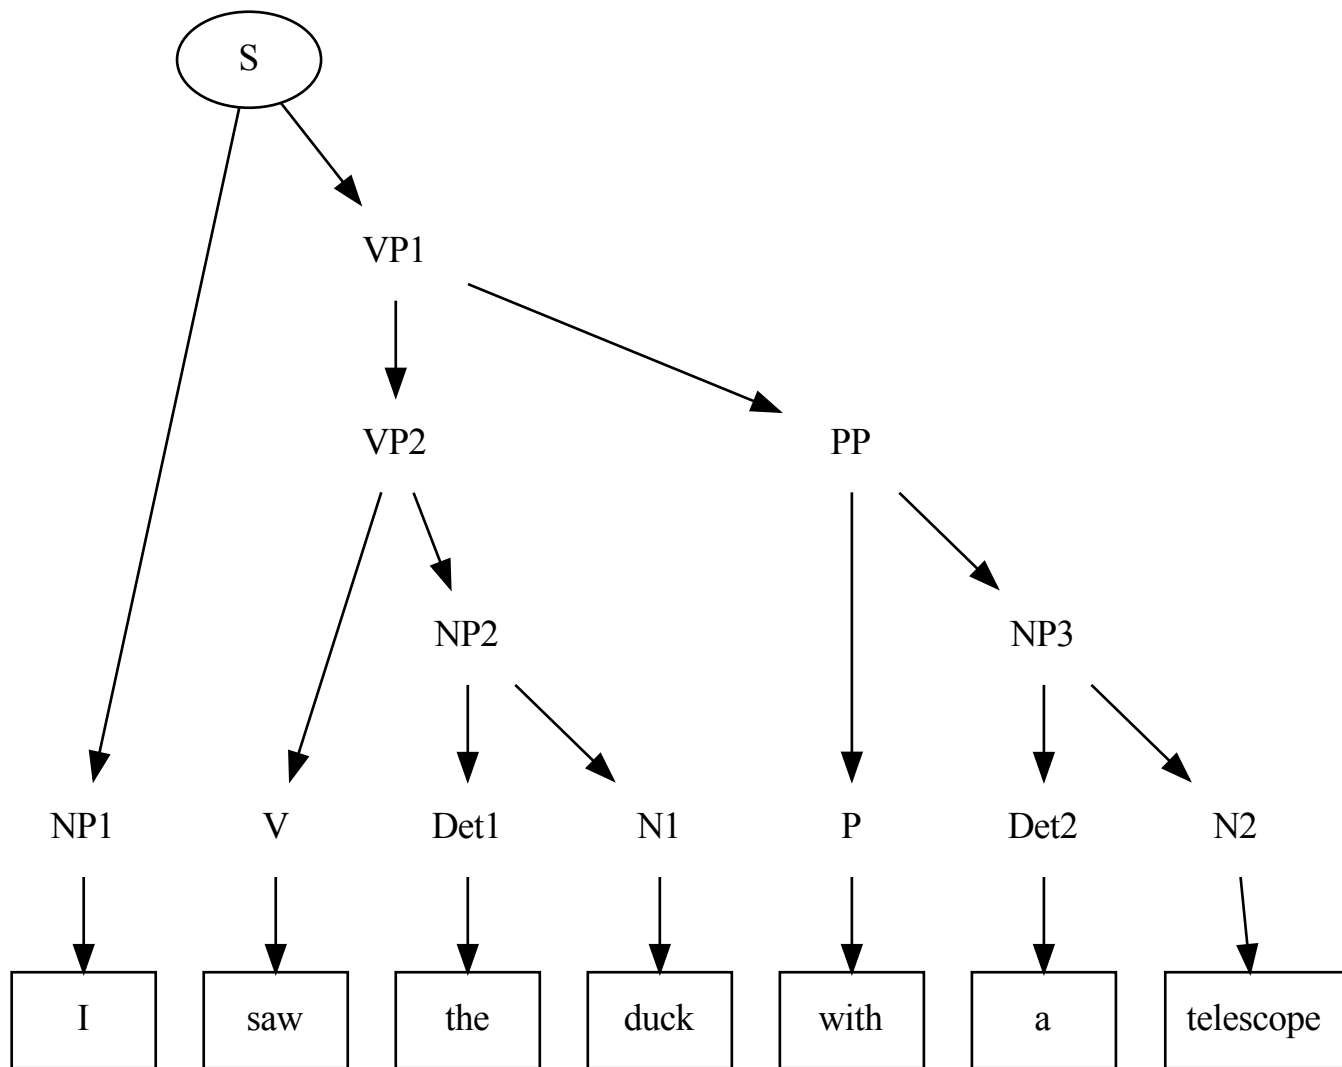 S
VP1
VP2 PP
NP2 NP3
NP1 V Det1 N1 P Det2 N2
I saw the duck with a telescope